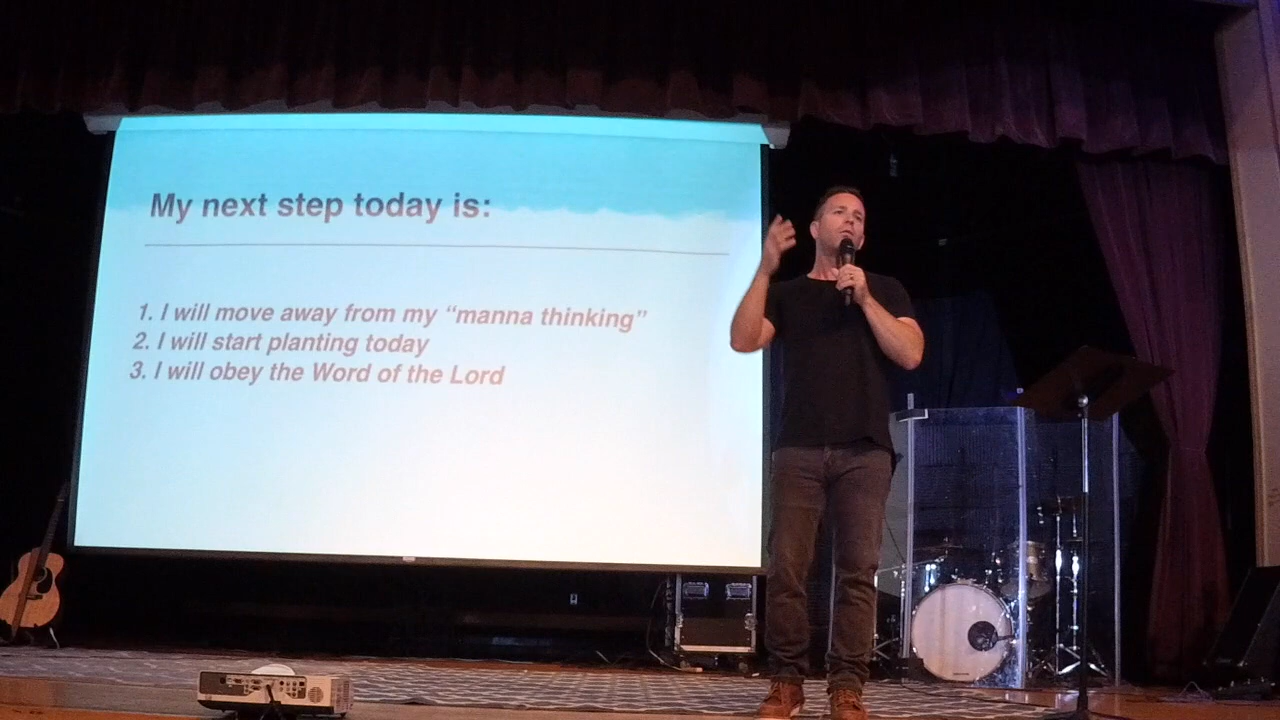 My next step today is:
1. I will move away from my “manna thinking”
2. I will start planting today
3. I will obey the Word of the Lord